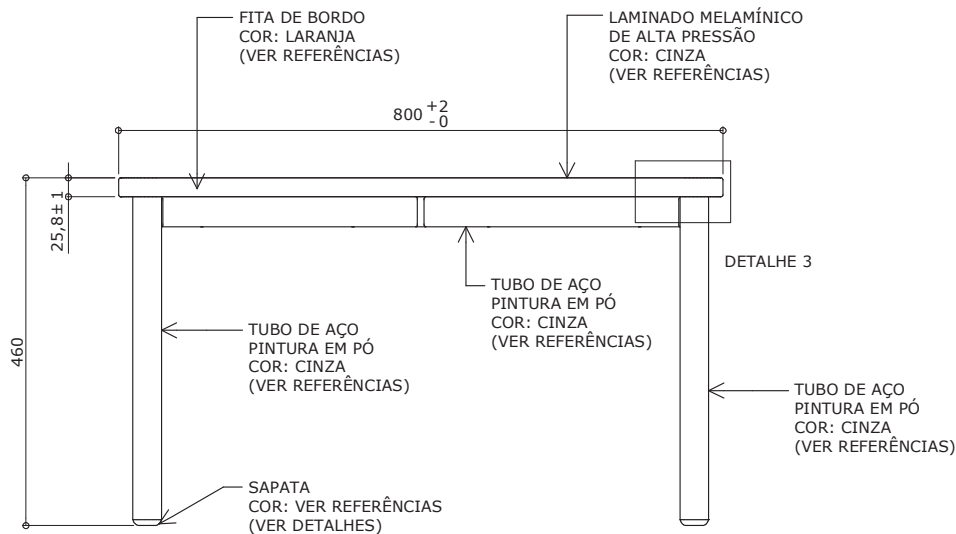 FITA DE BORDO
COR: LARANJA
(VER REFERÊNCIAS)
LAMINADO MELAMÍNICO
DE ALTA PRESSÃO
COR: CINZA
(VER REFERÊNCIAS)
800 +2
- 0
25,8± 1
DETALHE 3
TUBO DE AÇO
PINTURA EM PÓ
COR: CINZA
(VER REFERÊNCIAS)
TUBO DE AÇO
PINTURA EM PÓ
COR: CINZA
(VER REFERÊNCIAS)
460
TUBO DE AÇO
PINTURA EM PÓ
COR: CINZA
(VER REFERÊNCIAS)
SAPATA
COR: VER REFERÊNCIAS
(VER DETALHES)